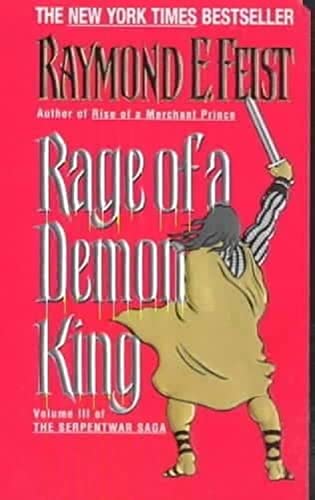 THE NEW YORK TIMES BESTSELLER
RAYMOND E. FEIST
Author of Rise of a Merchant Prince
Rage of a
Demon
King
Volume III of
THE SERPENTWAR SAGA